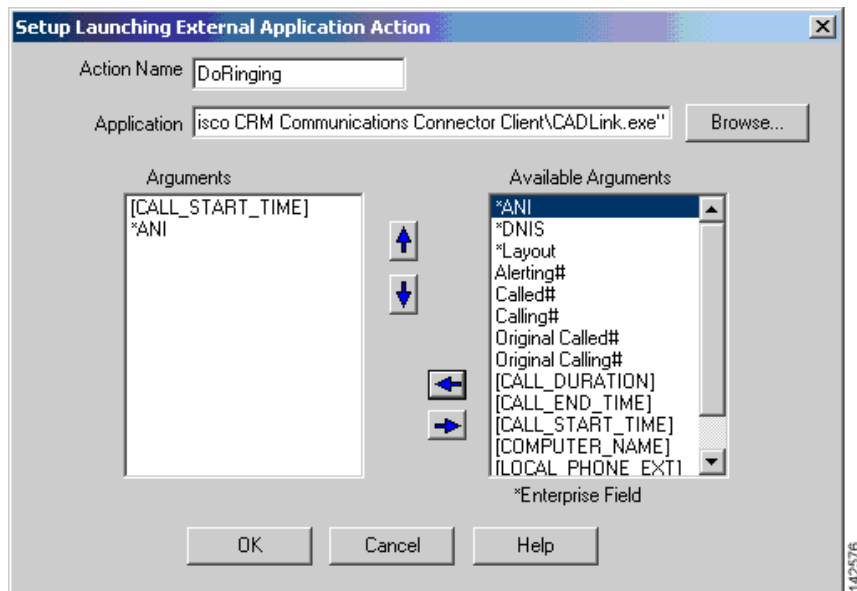 Setup Launching External Application Action
Action Name DoRinging
Application isco CRM Communications Connector Client\CADLink.exe" Browse...
Arguments
[CALL_START_TIME]
*ANI
Available Arguments
*ANI
*DNIS
*Layout
Alerting#
Called#
Calling#
Original Called#
Original Calling#
[CALL_DURATION]
[CALL_END_TIME]
[CALL_START_TIME]
[COMPUTER_NAME]
[LOCAL_PHONE_EXT]
*Enterprise Field
OK Cancel Help
142576